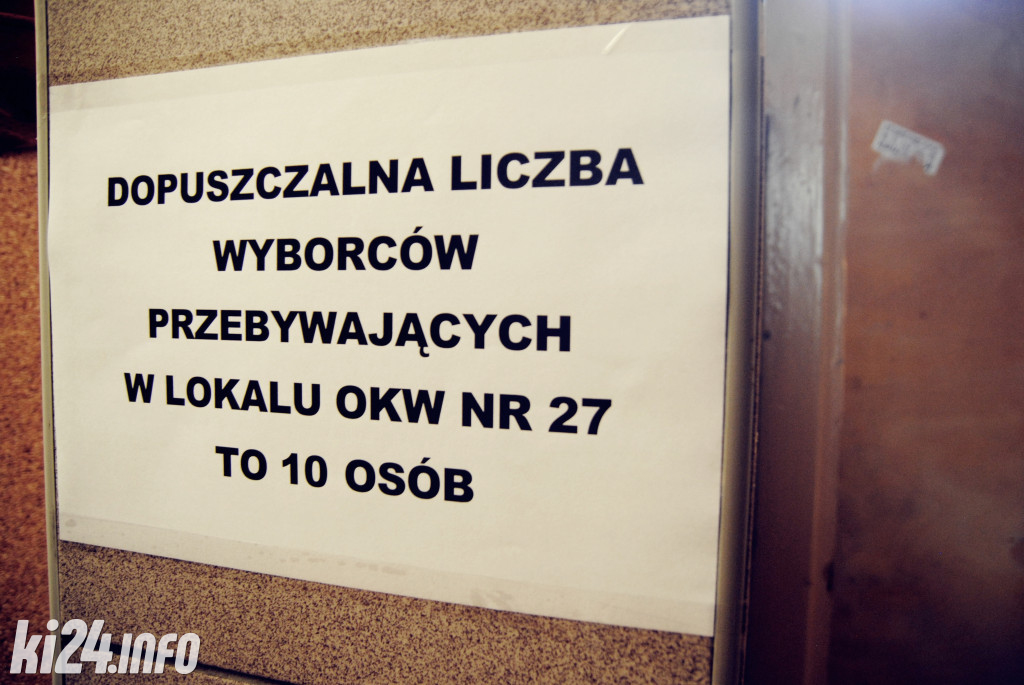 DOPUSZCZALNA LICZBA
WYBORCÓW
PRZEBYWAJĄCYCH
W LOKALU OKW NR 27
TO 10 OSÓB
ki24.info